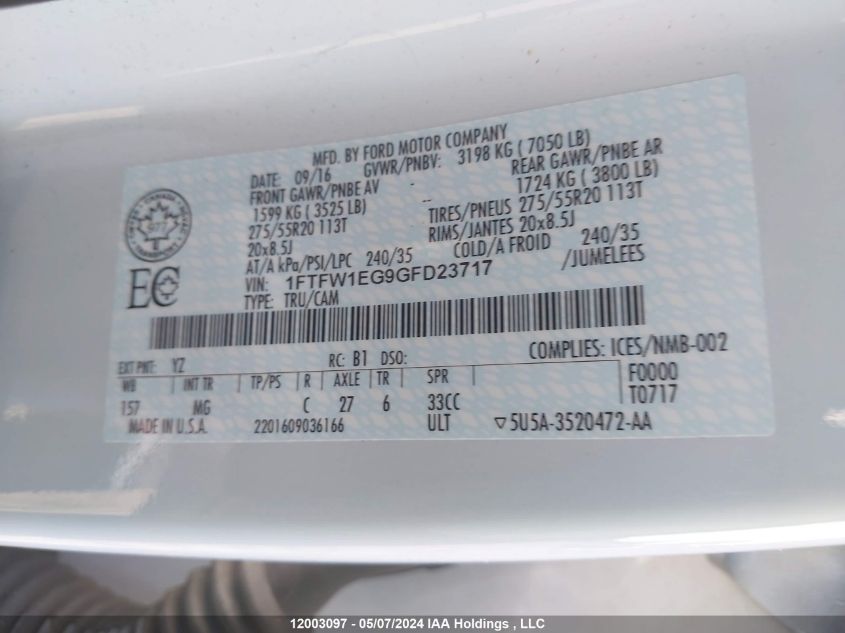 MFD. BY FORD MOTOR COMPANY
DATE: 09/16 GVWR/PNBV: 3198 KG ( 7050 LB)
FRONT GAWR/PNBE AV - REAR GAWR/PNBE AR
1599 KG ( 3525 LB) -- 1724 KG ( 3800 LB)
275/55R20 113T TIRES/PNEUS 275/55R20 113T
20x8.5J RIMS/JANTES 20x8.5J
AT/A kPa/PSI/LPC 240/35 COLD/A FROID 240/35
VIN: 1FTFW1EG9GFD23717 /JUMELEES
TYPE: TRU/CAM
977
EC
EXT PNT: YZ RC: B1 DSO: COMPLIES: ICES/NMB-002
WB INT TR TP/PS R AXLE TR SPR F0000
157 MG C 27 6 33CC T0717
MADE IN U.S.A. 2201609036166 ULT ▽5U5A-3520472-AA
12003097 - 05/07/2024 IAA Holdings , LLC